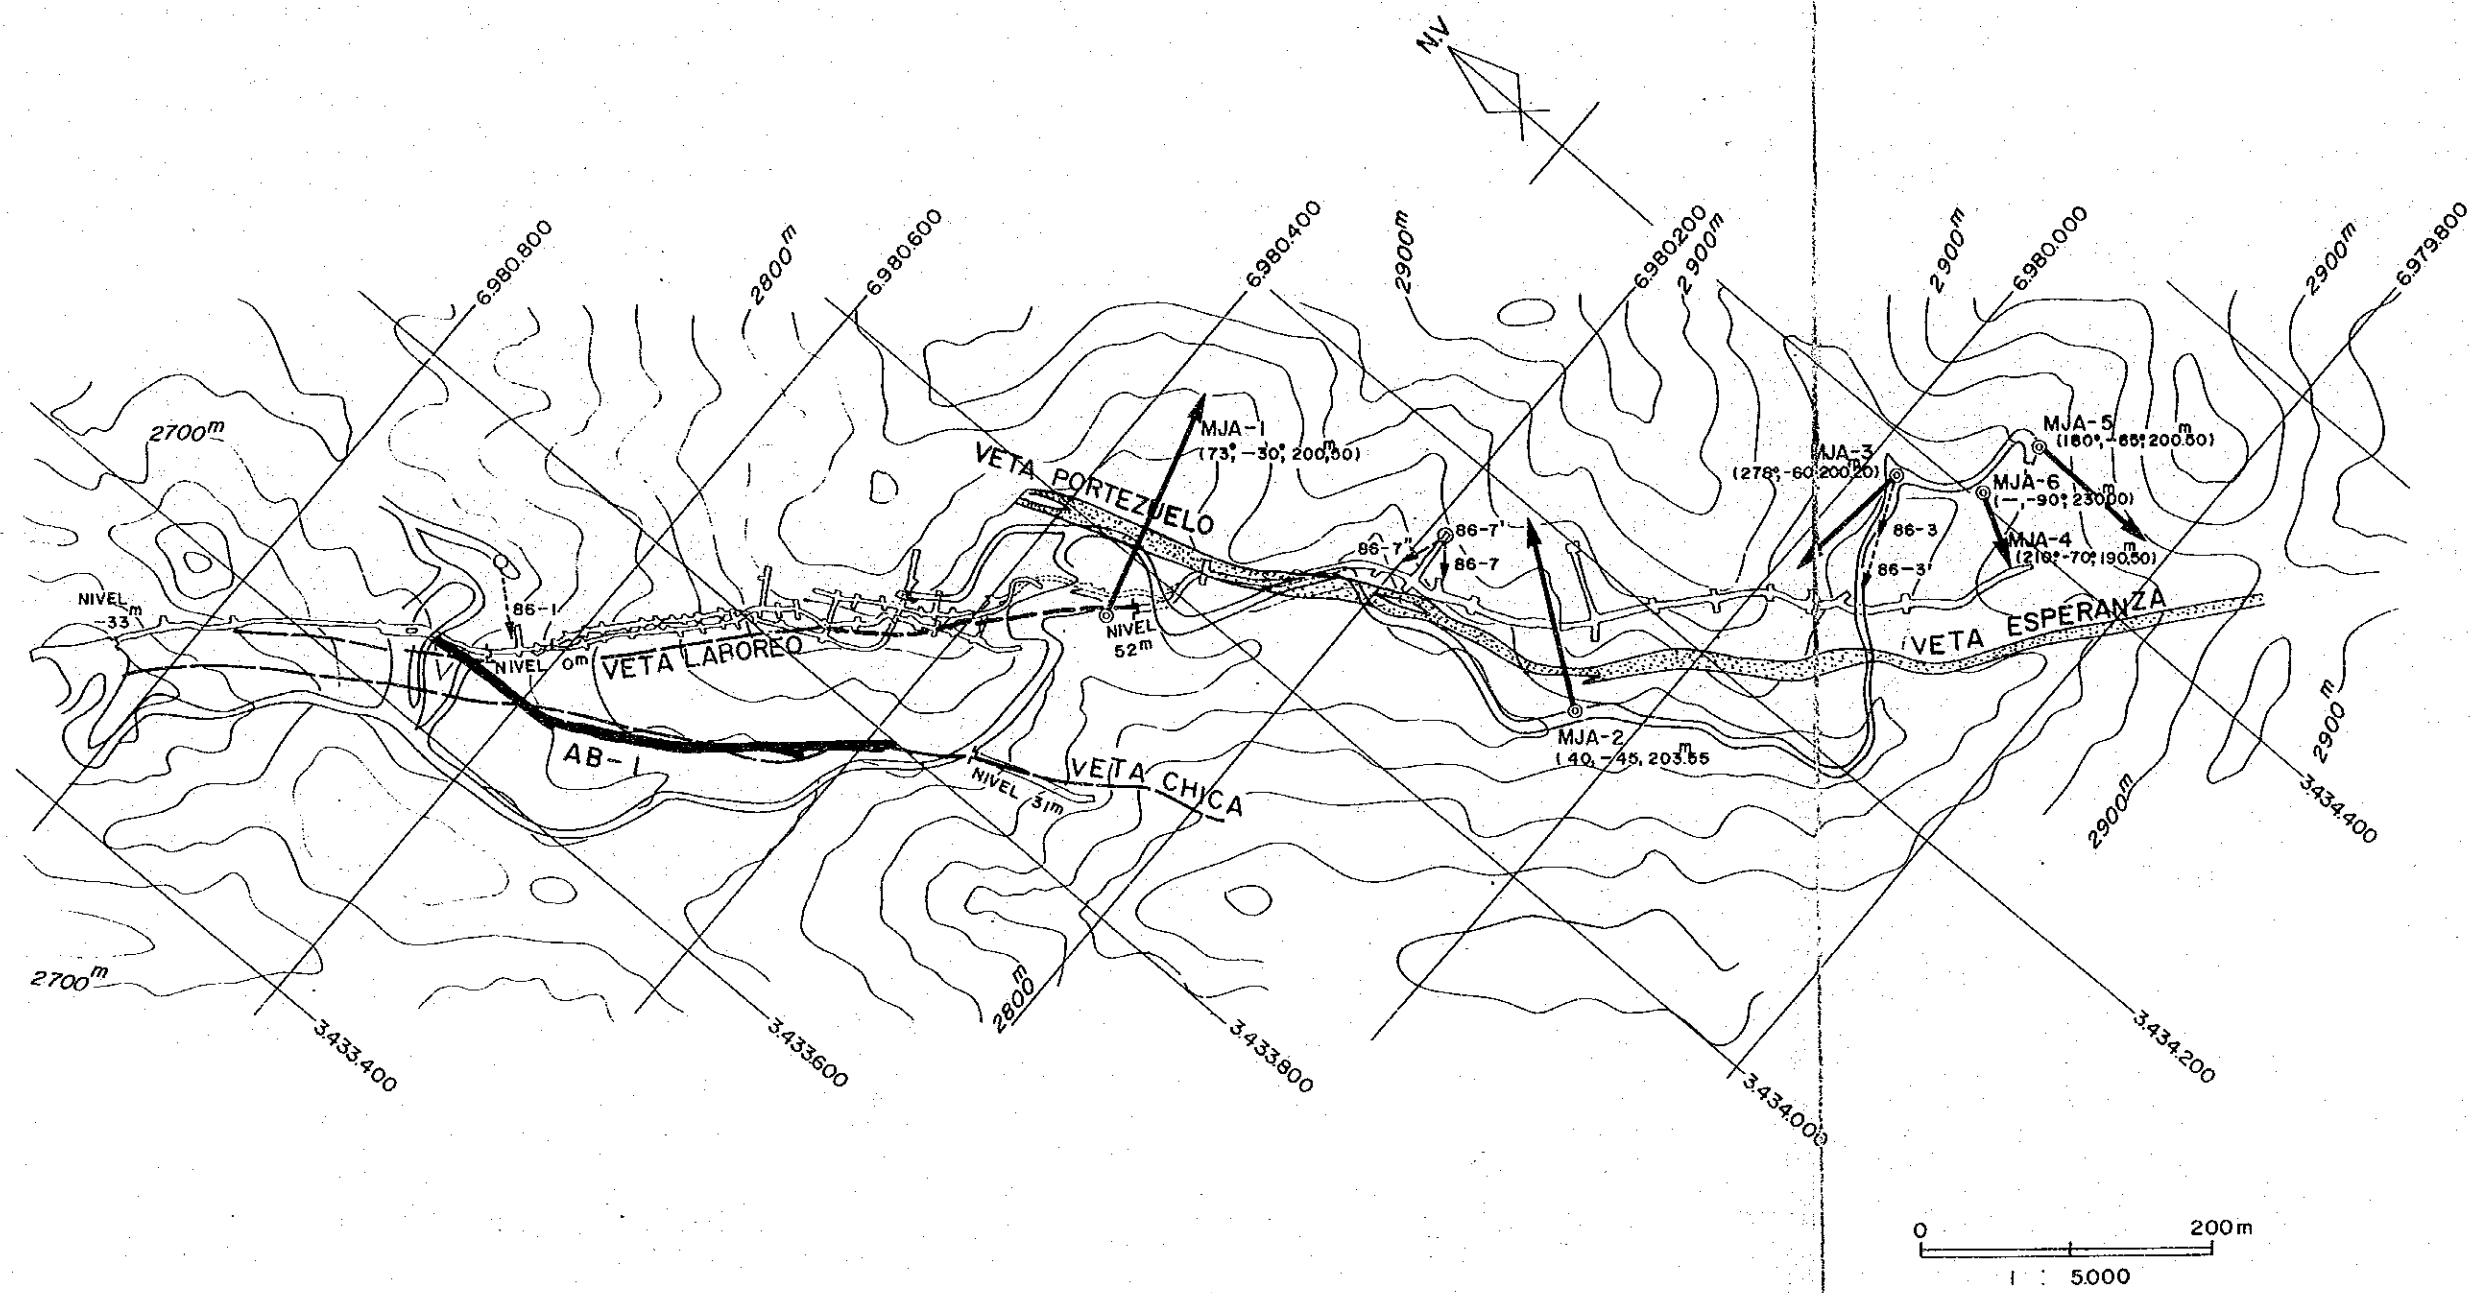 N.V
6.980.800
2800m
6.980.600
6.980.400
2900m
6.980.200
2900m
2900m
6.980.000
2900m
6.979.800
2700m
MJA-1
(73°, -30°, 200,50)m
VETA PORTEZUELO
MJA-3
(278°, -60°, 200,20)m
MJA-5
(180°, -65°, 200.50)m
MJA-6
(—, -90°, 230.00)m
86-7'
86-7"
86-7
86-3
86-3'
MJA-4
(210°, -70°, 190,50)m
NIVEL
-33m
86-1
NIVEL
52m
NIVEL 0m
VETA LABOREO
VETA ESPERANZA
AB-1
NIVEL 31m
VETA CHICA
MJA-2
(40, -45, 203.55m
2900m
2900m
3.434.400
2700m
2800m
3.433.400
3.433.600
3.433.800
3.434.000
3.434.200
0 200m
1 : 5.000